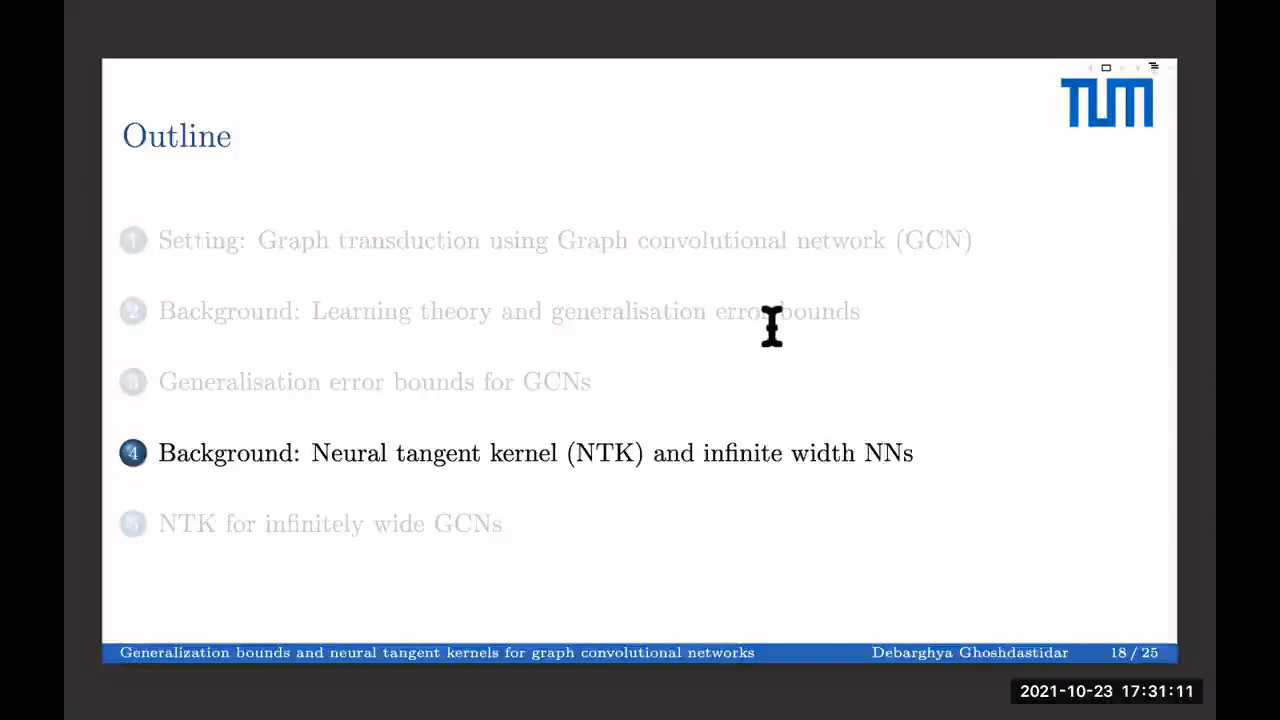 TUM
Outline
1 Setting: Graph transduction using Graph convolutional network (GCN)
2 Background: Learning theory and generalisation error bounds
3 Generalisation error bounds for GCNs
4 Background: Neural tangent kernel (NTK) and infinite width NNs
5 NTK for infinitely wide GCNs
Generalization bounds and neural tangent kernels for graph convolutional networks Debarghya Ghoshdastidar 18 / 25
2021-10-23 17:31:11